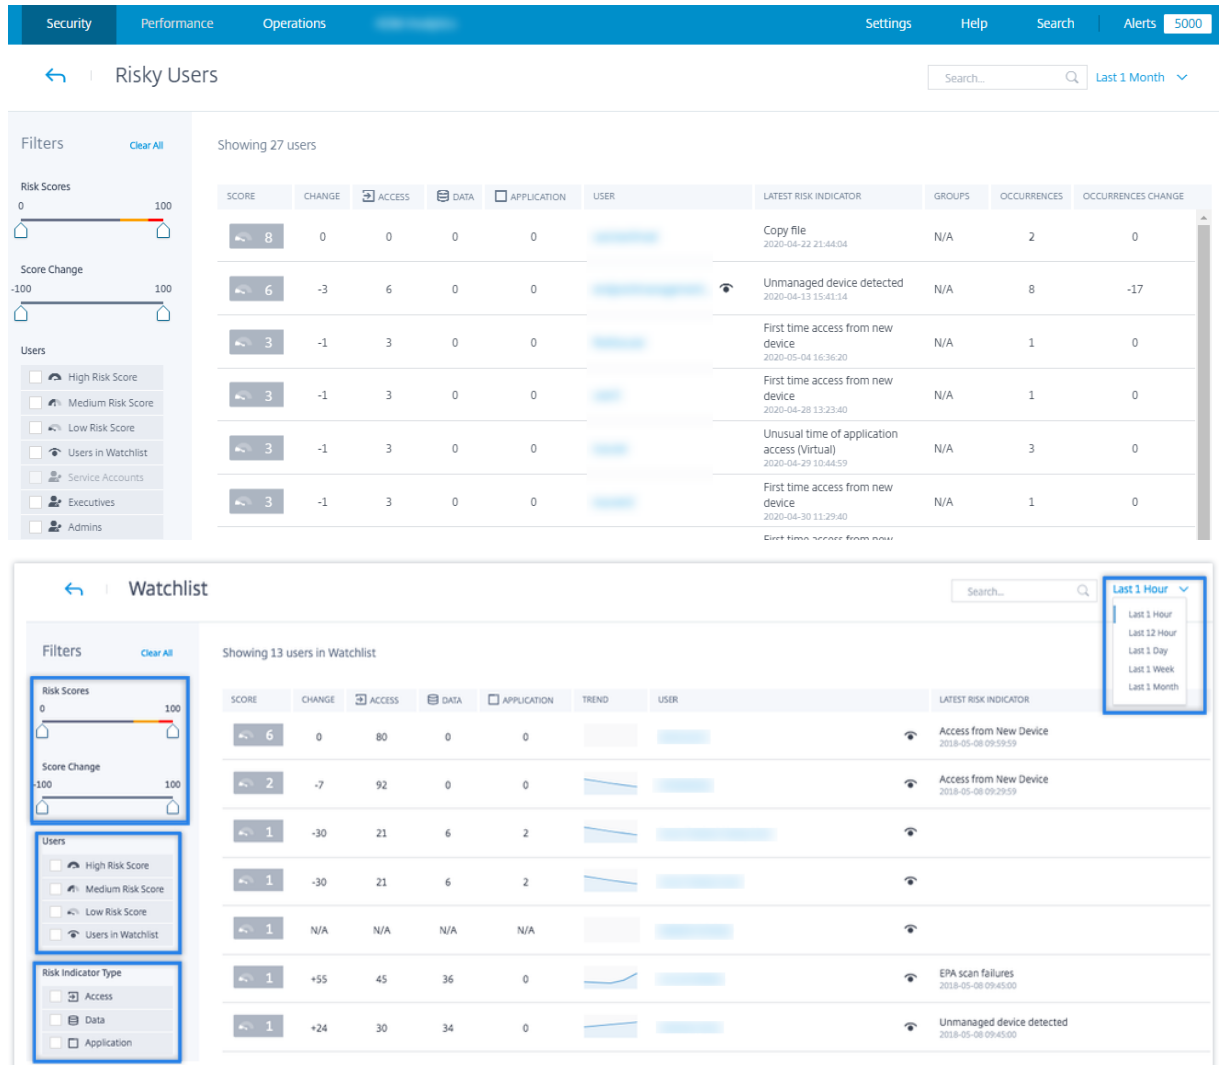 Security Performance Operations Settings Help Search Alerts 5000
Risky Users Search... Last 1 Month
Filters Clear All Showing 27 users
Risk Scores
0 100
Score Change
-100 100
Users
High Risk Score
Medium Risk Score
Low Risk Score
Users in Watchlist
Service Accounts
Executives
Admins
SCORE CHANGE ACCESS DATA APPLICATION USER LATEST RISK INDICATOR GROUPS OCCURRENCES OCCURRENCES CHANGE
8 0 0 0 0 Copy file N/A 2 0
2020-04-22 21:44:04
6 -3 6 0 0 Unmanaged device detected N/A 8 -17
2020-04-13 15:41:14
First time access from new
3 -1 3 0 0 device N/A 1 0
2020-05-04 16:36:20
First time access from new
3 -1 3 0 0 device N/A 1 0
2020-04-28 13:23:40
Unusual time of application
3 -1 3 0 0 access (Virtual) N/A 3 0
2020-04-29 10:44:59
First time access from new
3 -1 3 0 0 device N/A 1 0
2020-04-30 11:29:40
First time access from new
Watchlist Search... Last 1 Hour
Last 1 Hour
Last 12 Hour
Last 1 Day
Last 1 Week
Last 1 Month
Filters Clear All Showing 13 users in Watchlist
Risk Scores
0 100
Score Change
-100 100
Users
High Risk Score
Medium Risk Score
Low Risk Score
Users in Watchlist
Risk Indicator Type
Access
Data
Application
SCORE CHANGE ACCESS DATA APPLICATION TREND USER LATEST RISK INDICATOR
6 0 80 0 0 Access from New Device
2018-05-08 09:59:59
2 -7 92 0 0 Access from New Device
2018-05-08 09:29:59
1 -30 21 6 2
1 -30 21 6 2
1 N/A N/A N/A N/A
1 +55 45 36 0 EPA scan failures
2018-05-08 09:45:00
1 +24 30 34 0 Unmanaged device detected
2018-05-08 09:45:00